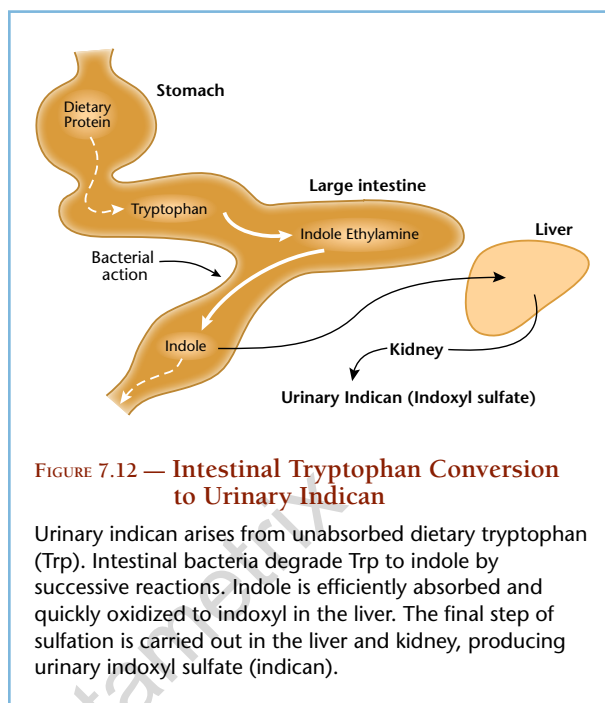 Stomach
Dietary
Protein
Large intestine
Tryptophan
Indole Ethylamine
Liver
Bacterial
action
Indole
Kidney
Urinary Indican (Indoxyl sulfate)
FIGURE 7.12 — Intestinal Tryptophan Conversion
to Urinary Indican
Urinary indican arises from unabsorbed dietary tryptophan
(Trp). Intestinal bacteria degrade Trp to indole by
successive reactions. Indole is efficiently absorbed and
quickly oxidized to indoxyl in the liver. The final step of
sulfation is carried out in the liver and kidney, producing
urinary indoxyl sulfate (indican).
tametrix